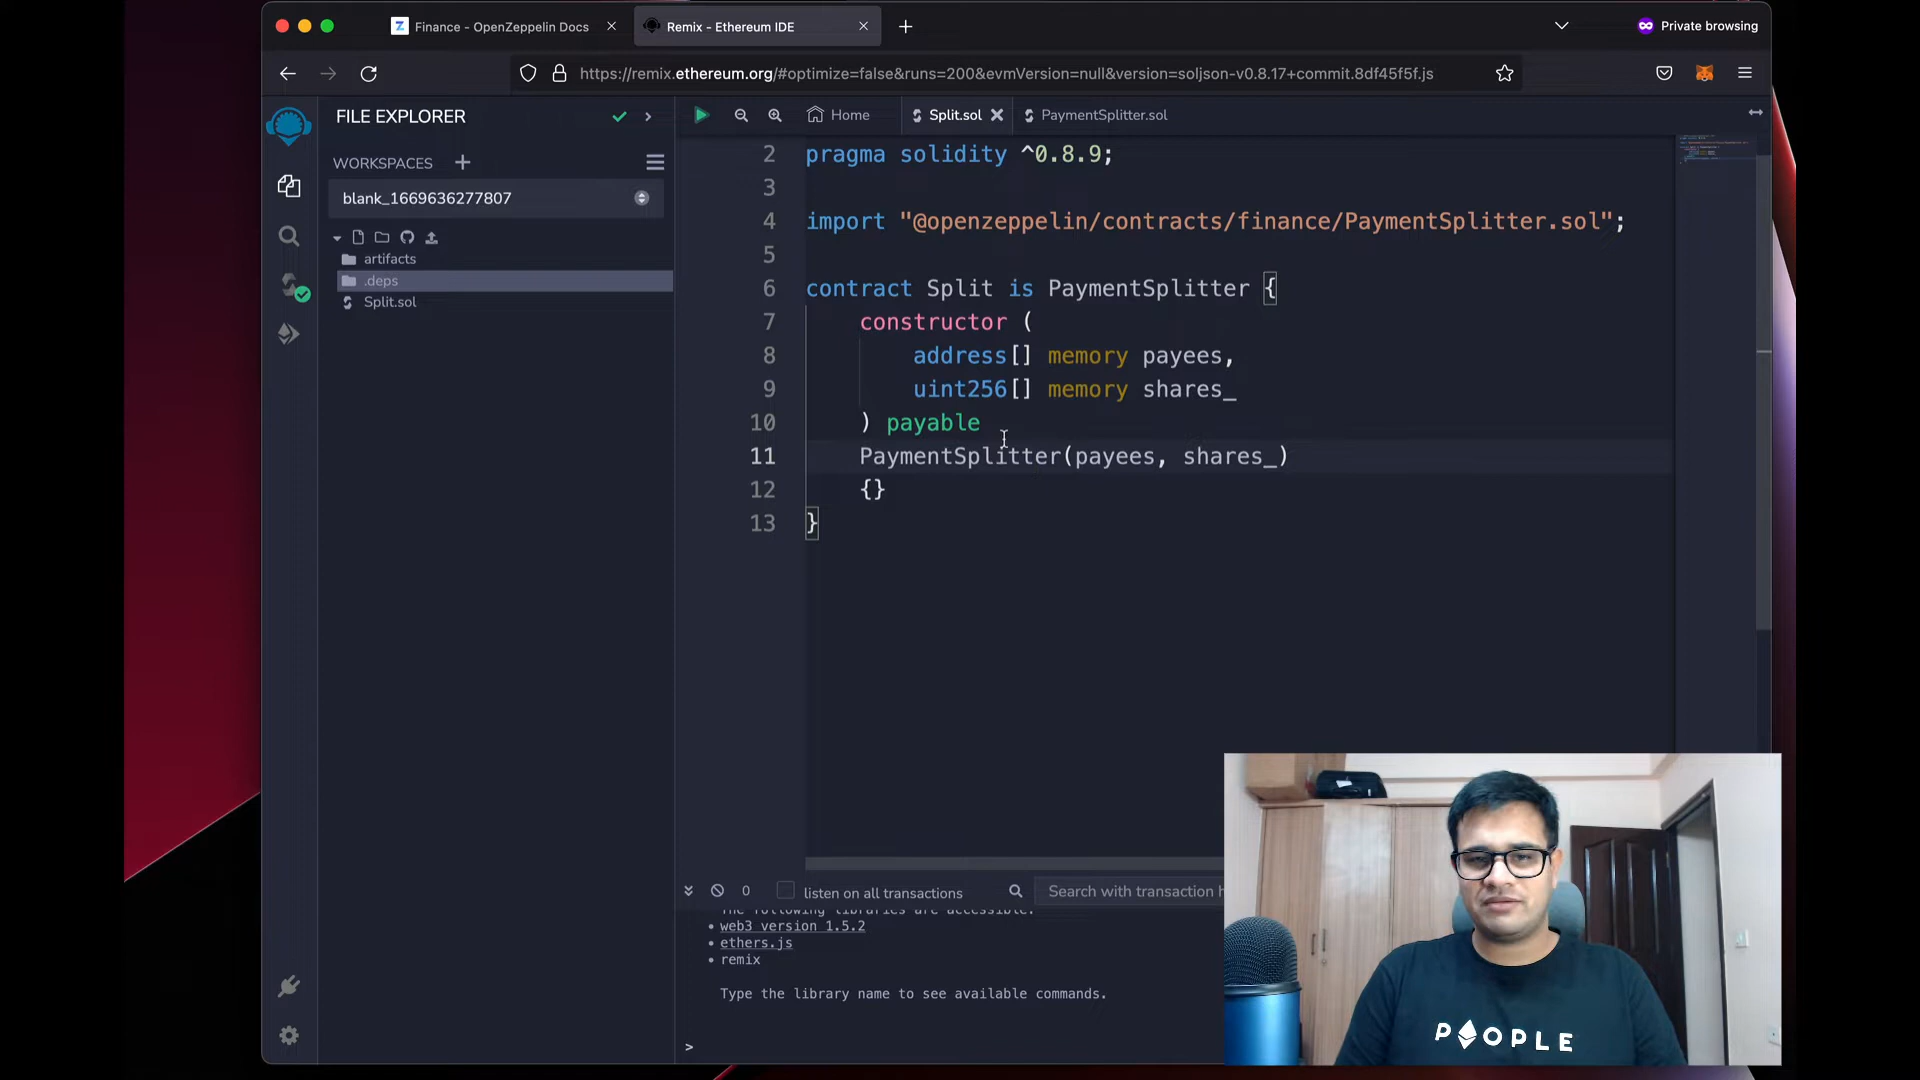 Finance - OpenZeppelin Docs
Remix - Ethereum IDE
Private browsing
https://remix.ethereum.org/#optimize=false&runs=200&evmVersion=null&version=soljson-v0.8.17+commit.8df45f5f.js
FILE EXPLORER
Home
Split.sol
PaymentSplitter.sol
WORKSPACES
blank_1669636277807
artifacts
.deps
Split.sol
2 pragma solidity ^0.8.9;
3
4 import "@openzeppelin/contracts/finance/PaymentSplitter.sol";
5
6 contract Split is PaymentSplitter {
7 constructor (
8 address[] memory payees,
9 uint256[] memory shares_
10 ) payable
11 PaymentSplitter(payees, shares_)
12 {}
13 }
0
listen on all transactions
Search with transaction h
The following libraries are accessible:
• web3 version 1.5.2
• ethers.js
• remix
Type the library name to see available commands.
>
PEOPLE